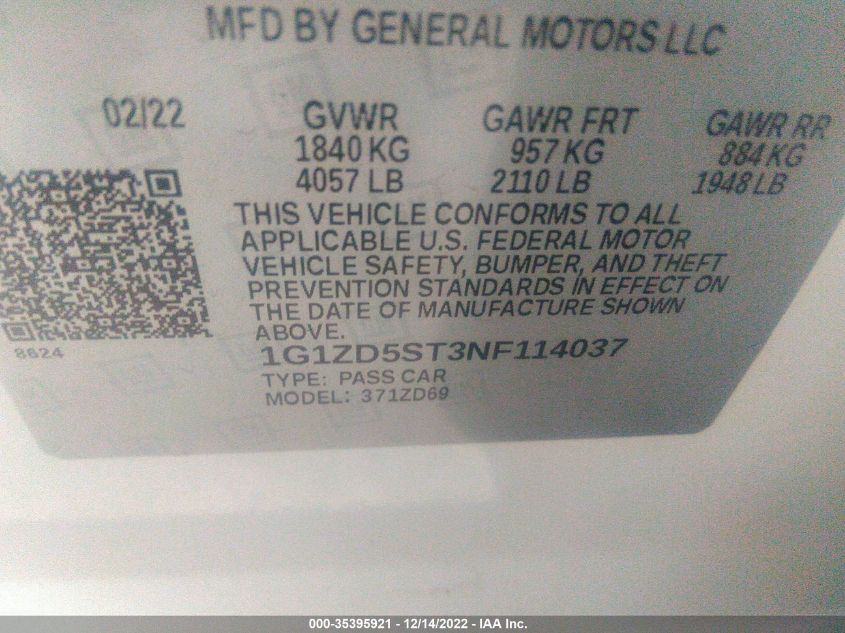 MFD BY GENERAL MOTORS LLC
02/22 GVWR GAWR FRT GAWR RR
1840 KG 957 KG 884 KG
4057 LB 2110 LB 1948 LB
THIS VEHICLE CONFORMS TO ALL
APPLICABLE U.S. FEDERAL MOTOR
VEHICLE SAFETY, BUMPER, AND THEFT
PREVENTION STANDARDS IN EFFECT ON
THE DATE OF MANUFACTURE SHOWN
ABOVE.
8624
1G1ZD5ST3NF114037
TYPE: PASS CAR
MODEL: 371ZD69
000-35395921 - 12/14/2022 - IAA Inc.